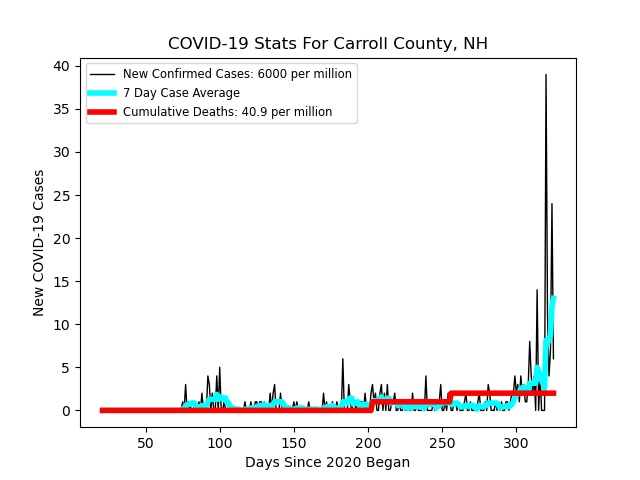 COVID-19 Stats For Carroll County, NH
New Confirmed Cases: 6000 per million
7 Day Case Average
Cumulative Deaths: 40.9 per million
New COVID-19 Cases
40
35
30
25
20
15
10
5
0
50 100 150 200 250 300
Days Since 2020 Began